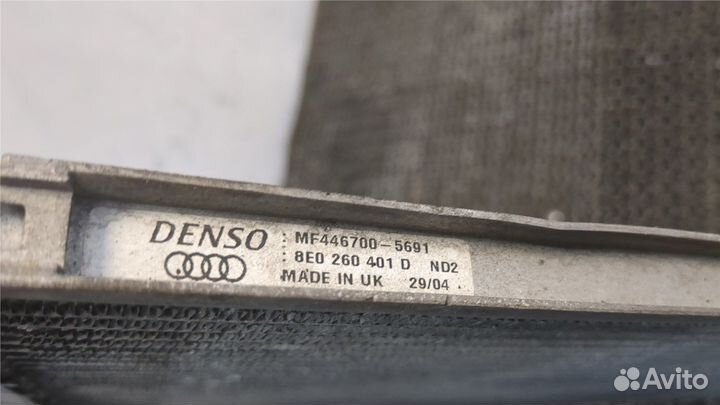 DENSO : MF446700-5691
: 8E0 260 401 D ND2
MADE IN UK 29/04
Avito